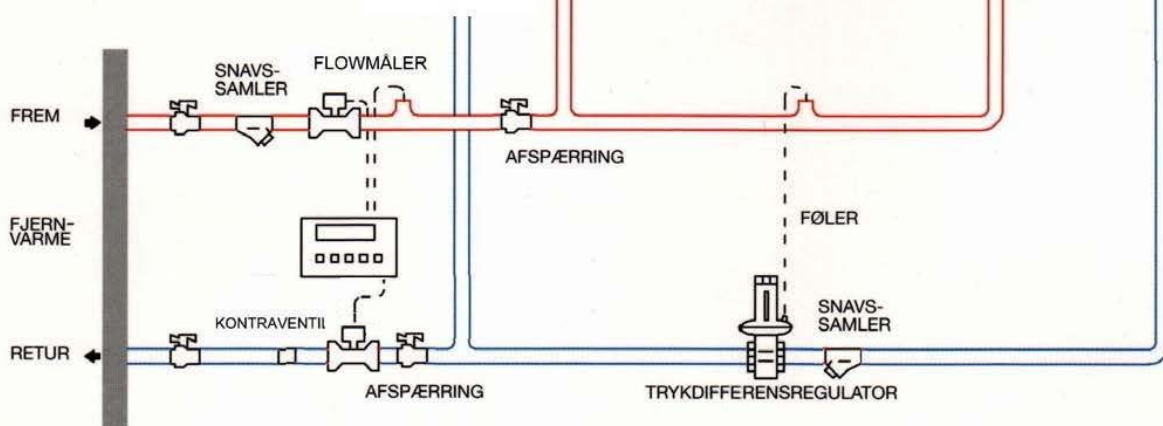 SNAVS-
SAMLER
FLOWMÅLER
FREM
AFSPÆRRING
FJERN-
VARME
FØLER
KONTRAVENTIL
SNAVS-
SAMLER
RETUR
AFSPÆRRING
TRYKDIFFERENSREGULATOR